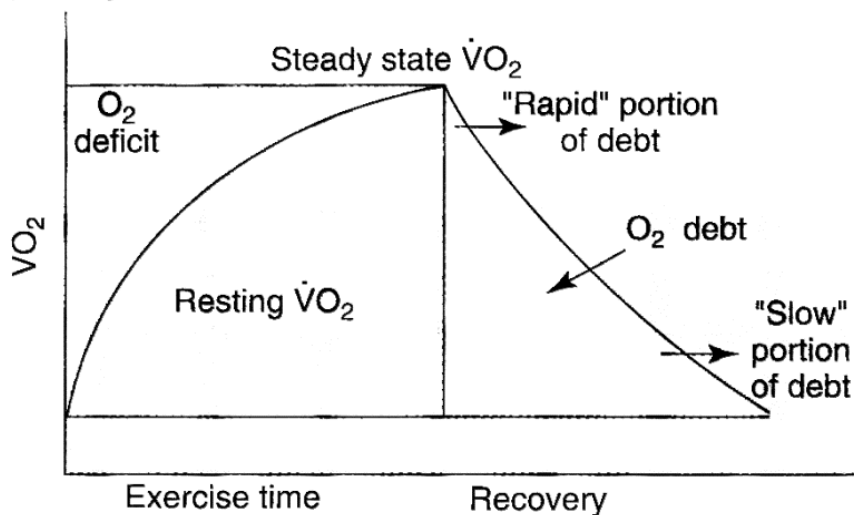 Steady state V̇O₂
O₂
deficit
"Rapid" portion
of debt
O₂ debt
VO₂
Resting V̇O₂
"Slow"
portion
of debt
Exercise time
Recovery